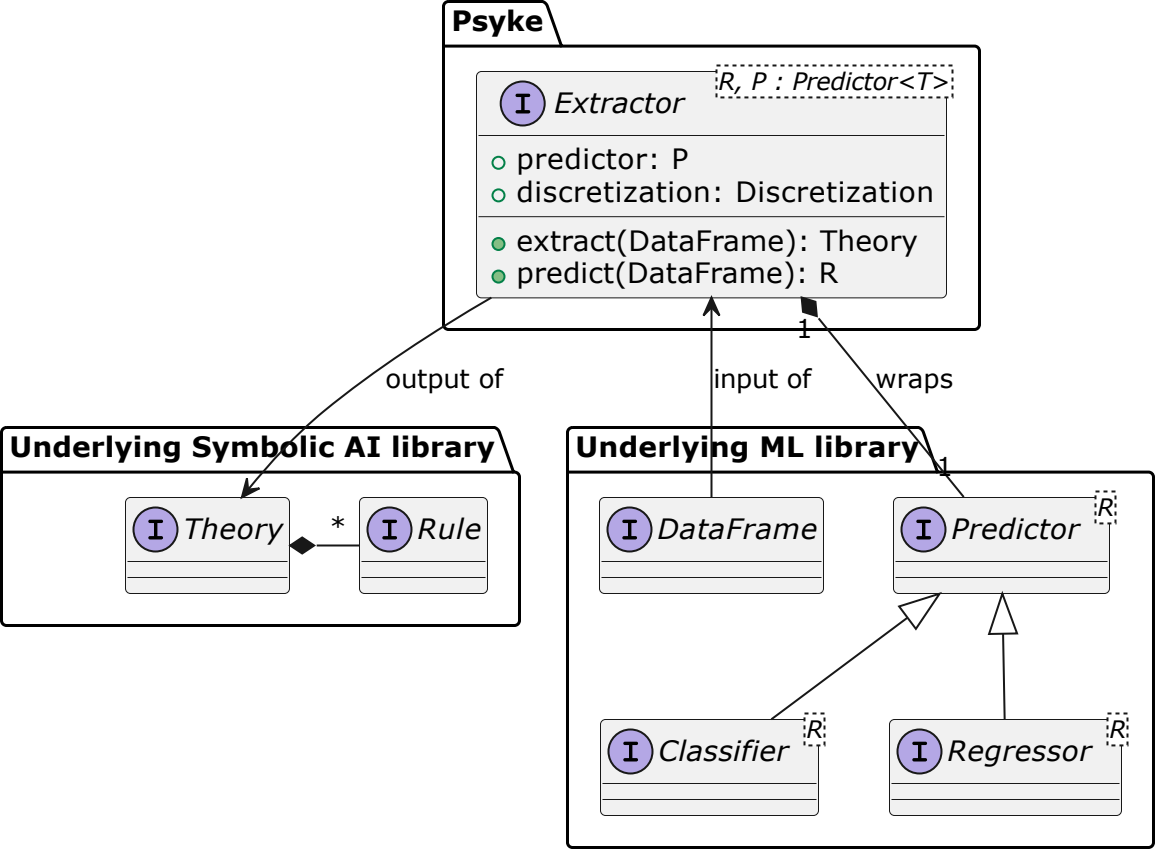 Psyke
R, P : Predictor<T>
I Extractor
predictor: P
discretization: Discretization
extract(DataFrame): Theory
predict(DataFrame): R
1
output of
input of
wraps
Underlying Symbolic AI library
Underlying ML library
1
I Theory
*
I Rule
I DataFrame
I Predictor
R
I Classifier
R
I Regressor
R